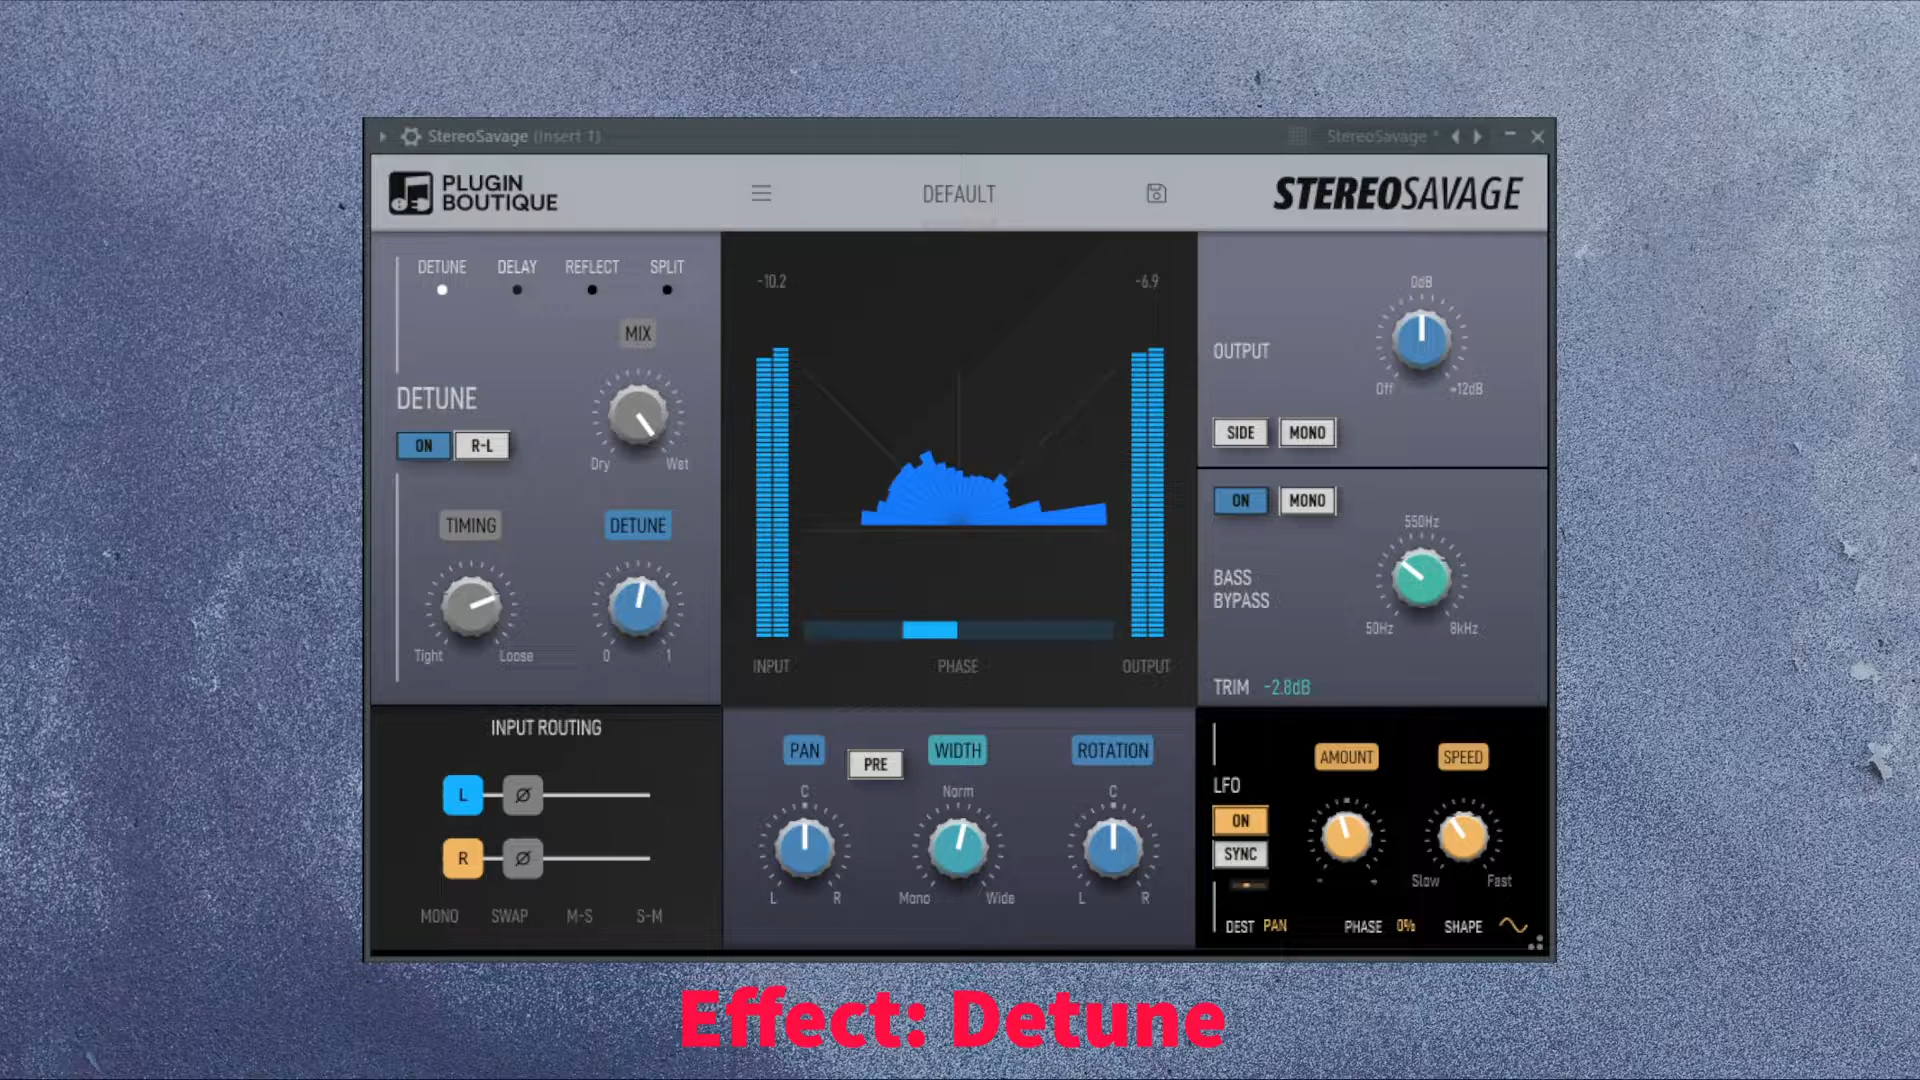 StereoSavage (Insert 1)
StereoSavage *
PLUGIN
BOUTIQUE
DEFAULT
STEREOSAVAGE
DETUNE DELAY REFLECT SPLIT
MIX
DETUNE
ON R-L
Dry Wet
TIMING DETUNE
Tight Loose 0 1
-10.2 -6.9
INPUT PHASE OUTPUT
0dB
OUTPUT
Off +12dB
SIDE MONO
ON MONO
550Hz
BASS
BYPASS
50Hz 8kHz
TRIM -2.8dB
INPUT ROUTING
L Ø
R Ø
MONO SWAP M-S S-M
PAN PRE WIDTH ROTATION
C Norm C
L R Mono Wide L R
AMOUNT SPEED
LFO
ON
SYNC
- + Slow Fast
DEST PAN PHASE 0% SHAPE
Effect: Detune